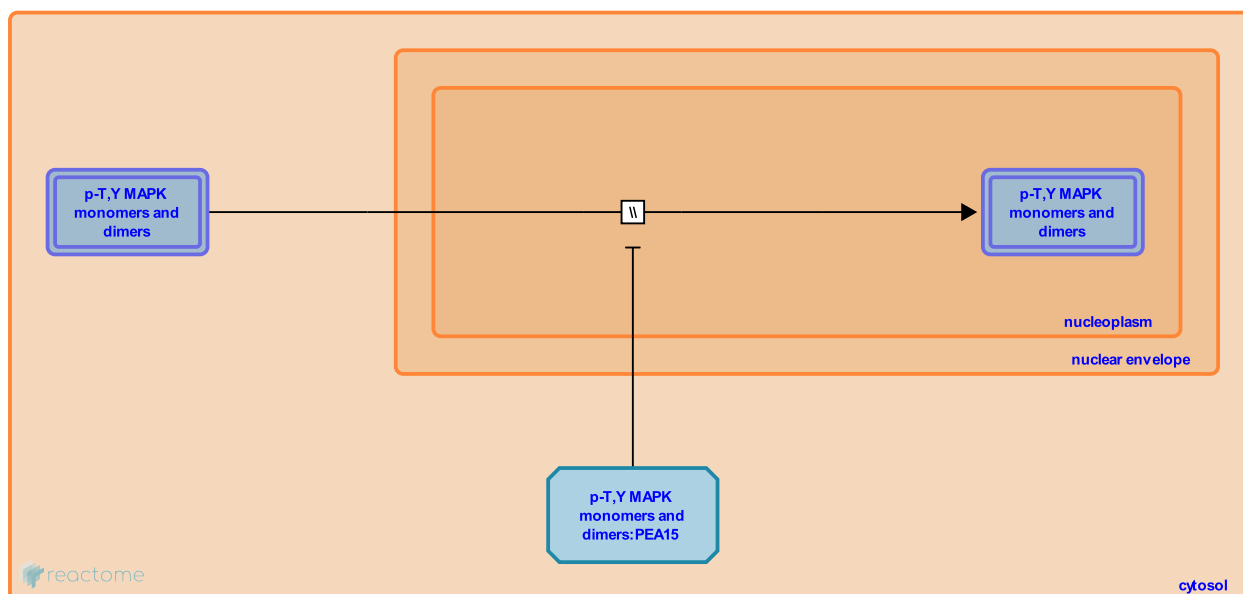 p-T,Y MAPK
monomers and
dimers
\\
p-T,Y MAPK
monomers and
dimers
nucleoplasm
nuclear envelope
p-T,Y MAPK
monomers and
dimers:PEA15
reactome
cytosol